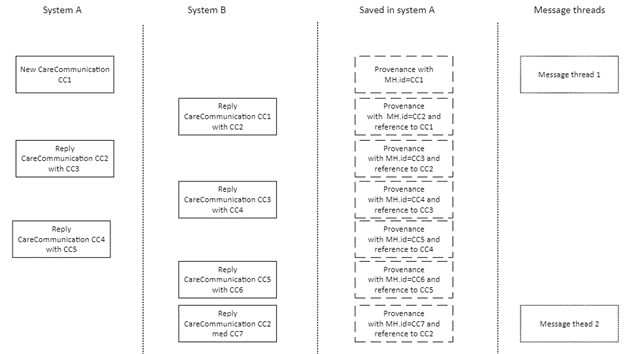 System A
System B
Saved in system A
Message threads
New CareCommunication
CC1
Provenance with
MH.id=CC1
Message thread 1
Reply
CareCommunication CC1
with CC2
Provenance
with MH.id=CC2 and
reference to CC1
Reply
CareCommunication CC2
with CC3
Provenance
with MH.id=CC3 and
reference to CC2
Reply
CareCommunication CC3
with CC4
Provenance
with MH.id=CC4 and
reference to CC3
Reply
CareCommunication CC4
with CC5
Provenance
with MH.id=CC5 and
reference to CC4
Reply
CareCommunication CC5
with CC6
Provenance
with MH.id=CC6 and
reference to CC5
Reply
CareCommunication CC2
med CC7
Provenance
with MH.id=CC7 and
reference to CC2
Message thead 2